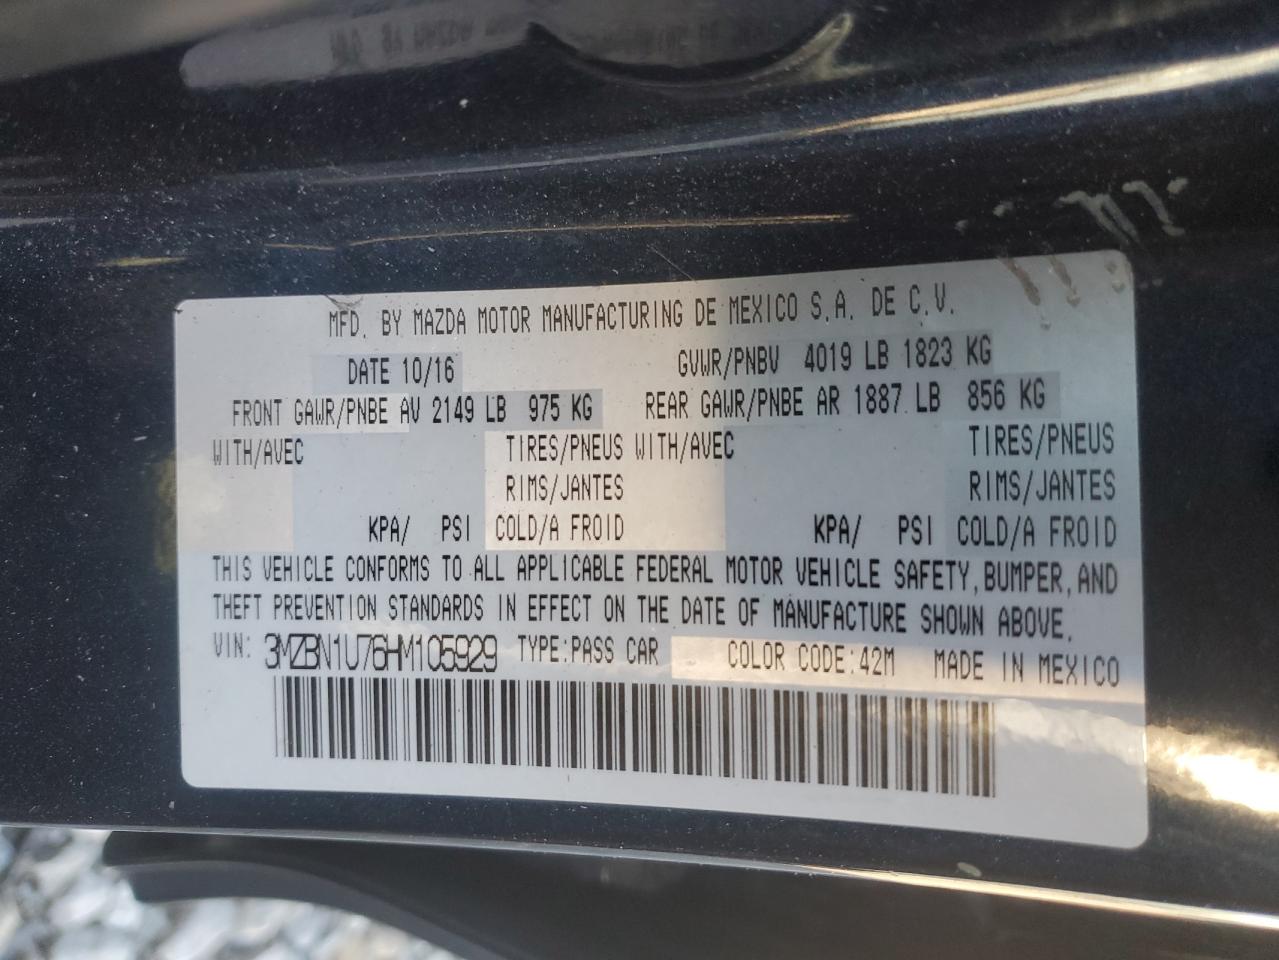 MFD. BY MAZDA MOTOR MANUFACTURING DE MEXICO S.A. DE C.V.
DATE 10/16 GVWR/PNBV 4019 LB 1823 KG
FRONT GAWR/PNBE AV 2149 LB 975 KG REAR GAWR/PNBE AR 1887 LB 856 KG
WITH/AVEC TIRES/PNEUS WITH/AVEC TIRES/PNEUS
RIMS/JANTES RIMS/JANTES
KPA/ PSI COLD/A FROID KPA/ PSI COLD/A FROID
THIS VEHICLE CONFORMS TO ALL APPLICABLE FEDERAL MOTOR VEHICLE SAFETY, BUMPER, AND
THEFT PREVENTION STANDARDS IN EFFECT ON THE DATE OF MANUFACTURE SHOWN ABOVE.
VIN: 3MZBN1U76HM105929 TYPE:PASS CAR COLOR CODE:42M MADE IN MEXICO